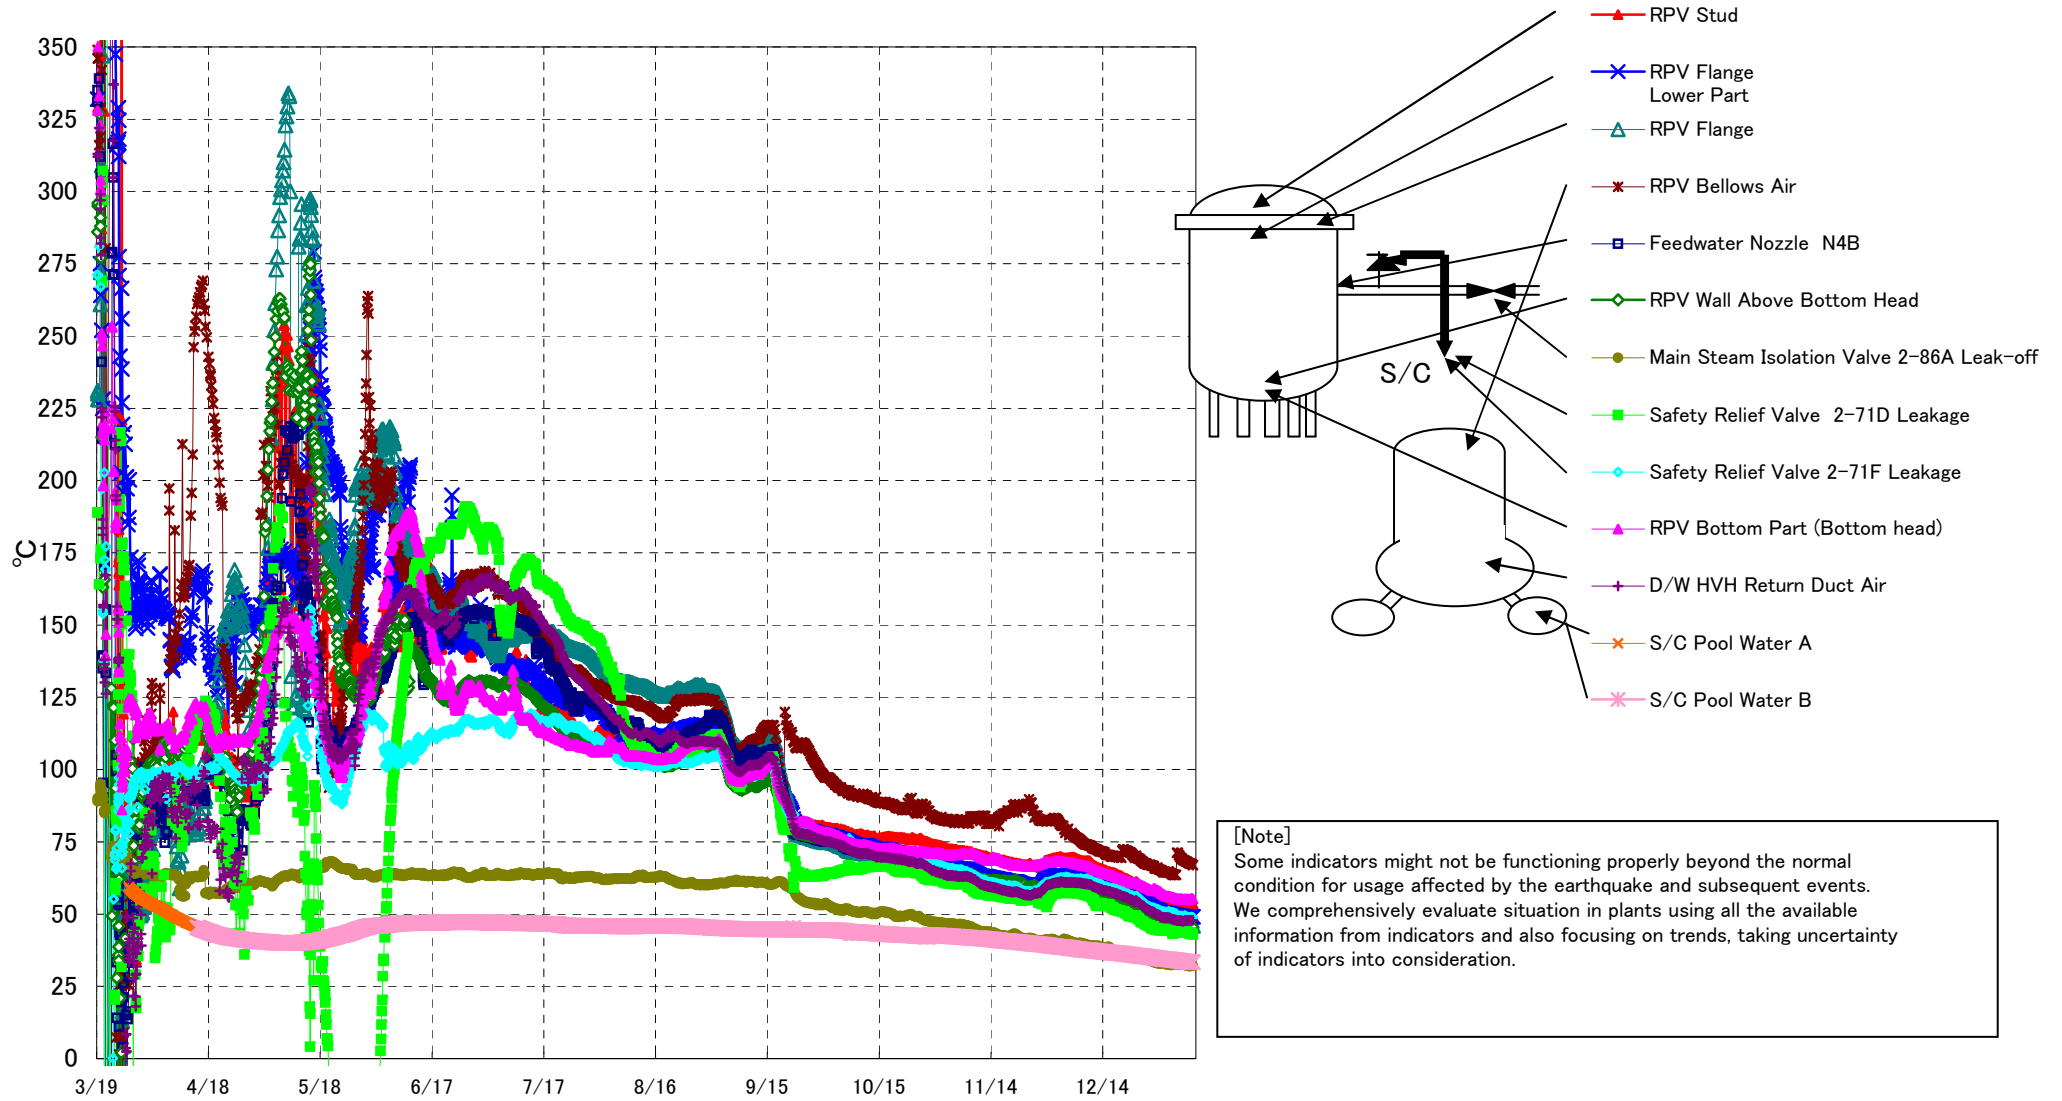 350
325
300
275
250
225
200
175
150
125
100
75
50
25
0
℃
3/19 4/18 5/18 6/17 7/17 8/16 9/15 10/15 11/14 12/14
RPV Stud
RPV Flange
Lower Part
RPV Flange
RPV Bellows Air
Feedwater Nozzle N4B
RPV Wall Above Bottom Head
Main Steam Isolation Valve 2-86A Leak-off
Safety Relief Valve 2-71D Leakage
Safety Relief Valve 2-71F Leakage
RPV Bottom Part (Bottom head)
D/W HVH Return Duct Air
S/C Pool Water A
S/C Pool Water B
S/C
[Note]
Some indicators might not be functioning properly beyond the normal
condition for usage affected by the earthquake and subsequent events.
We comprehensively evaluate situation in plants using all the available
information from indicators and also focusing on trends, taking uncertainty
of indicators into consideration.